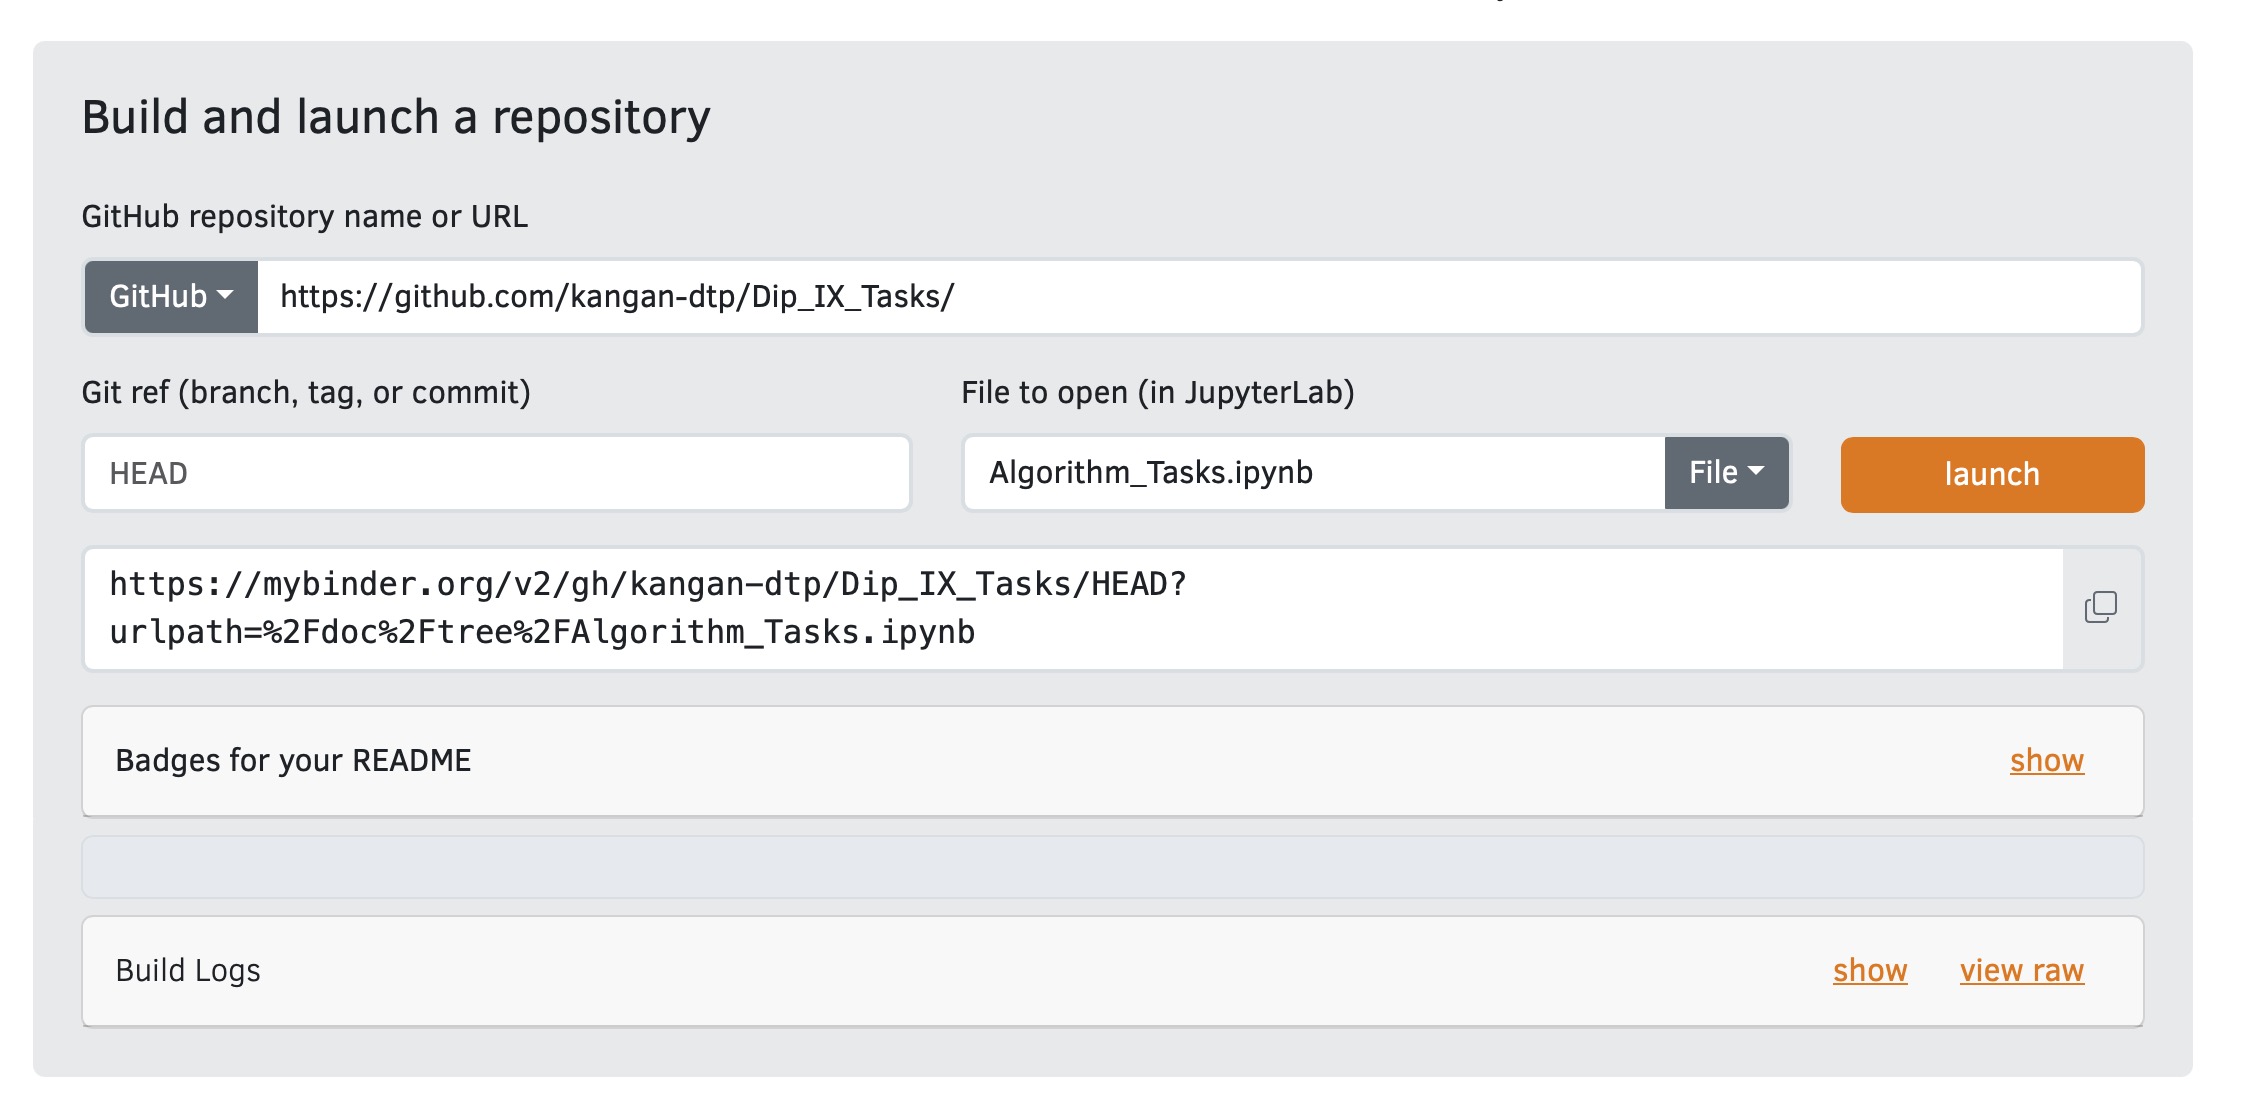 Build and launch a repository
GitHub repository name or URL
GitHub
https://github.com/kangan-dtp/Dip_IX_Tasks/
Git ref (branch, tag, or commit)
File to open (in JupyterLab)
HEAD
Algorithm_Tasks.ipynb
File
launch
https://mybinder.org/v2/gh/kangan-dtp/Dip_IX_Tasks/HEAD?
urlpath=%2Fdoc%2Ftree%2FAlgorithm_Tasks.ipynb
Badges for your README
show
Build Logs
show
view raw